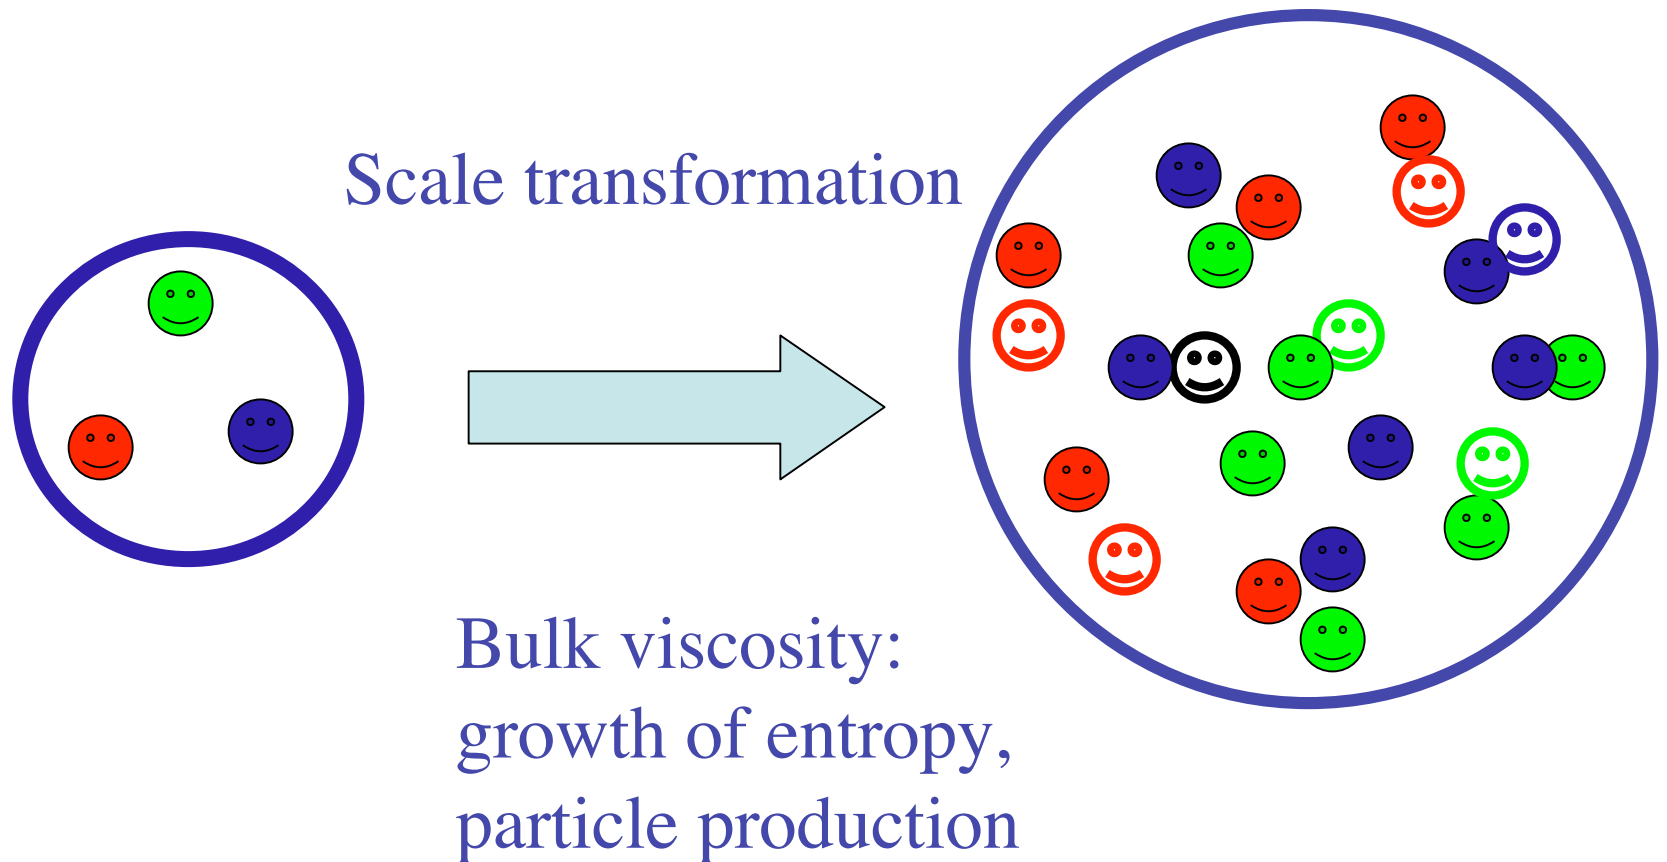 Scale transformation
Bulk viscosity:
growth of entropy,
particle production